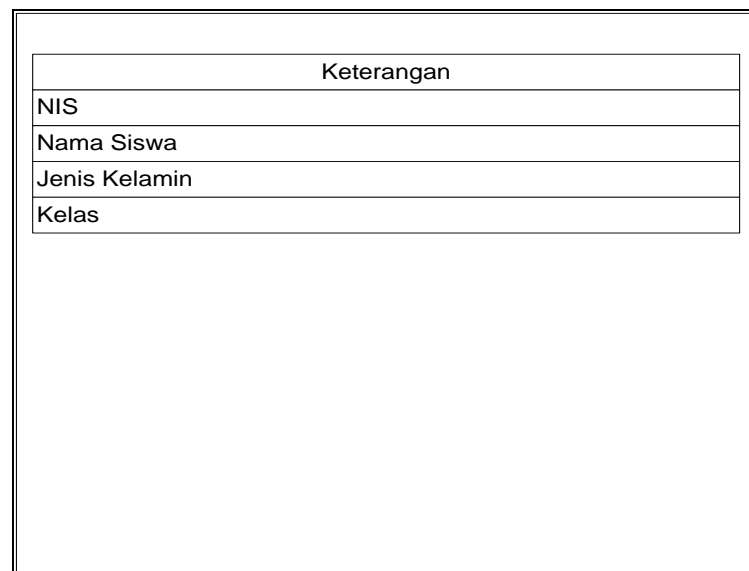 Keterangan
NIS
Nama Siswa
Jenis Kelamin
Kelas